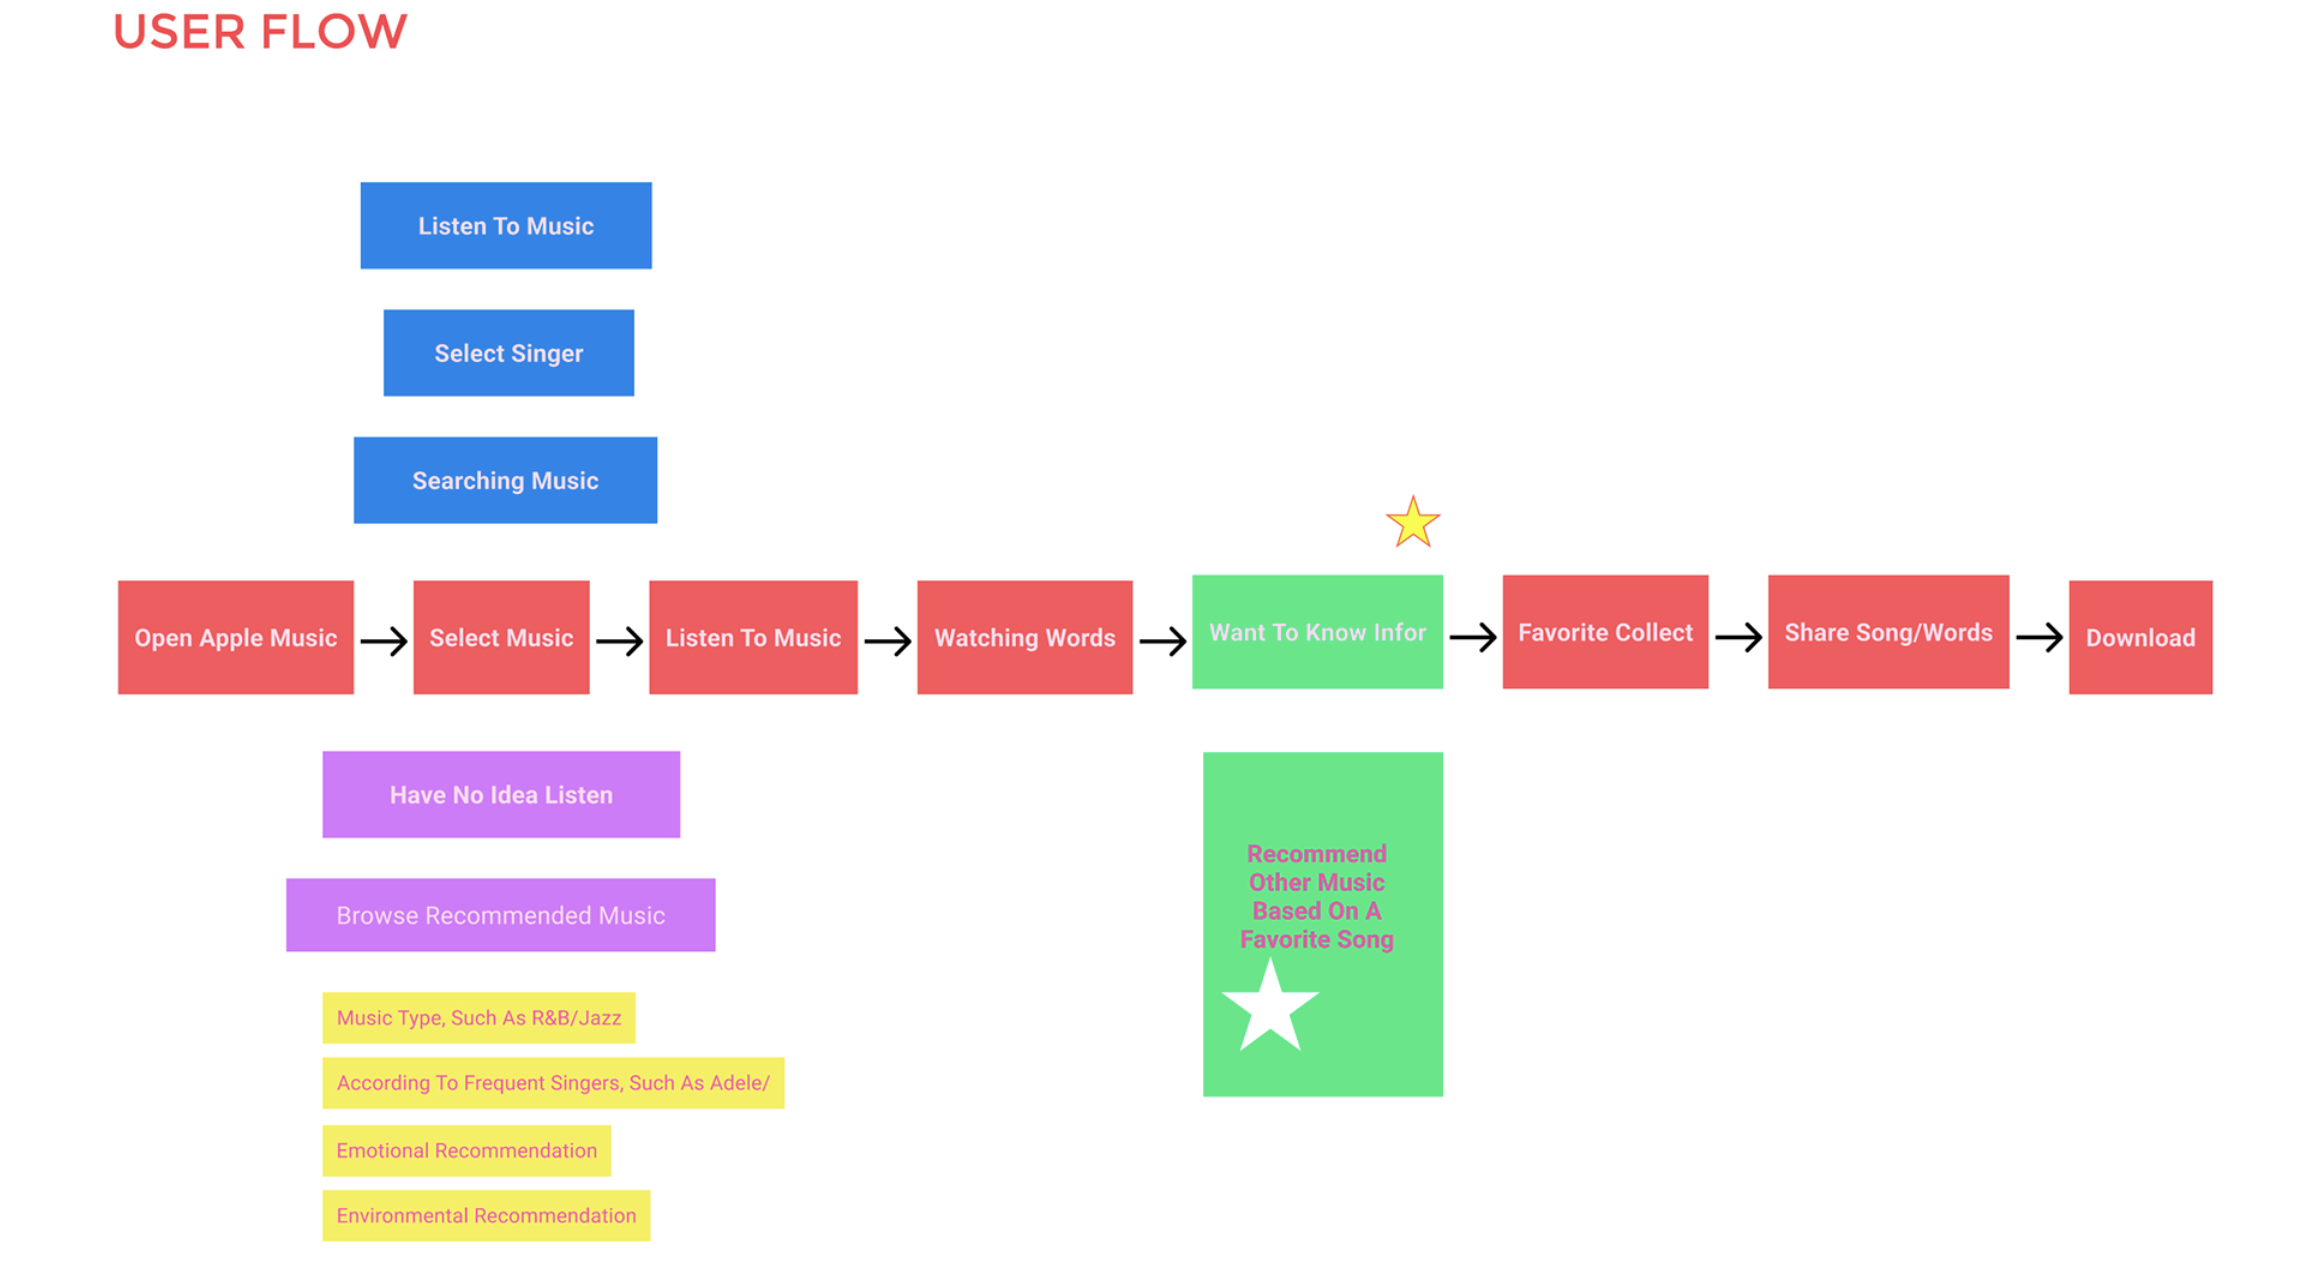 USER FLOW
Listen To Music
Select Singer
Searching Music
Open Apple Music
Select Music
Listen To Music
Watching Words
Want To Know Infor
Favorite Collect
Share Song/Words
Download
Have No Idea Listen
Browse Recommended Music
Music Type, Such As R&B/Jazz
According To Frequent Singers, Such As Adele/
Emotional Recommendation
Environmental Recommendation
Recommend
Other Music
Based On A
Favorite Song